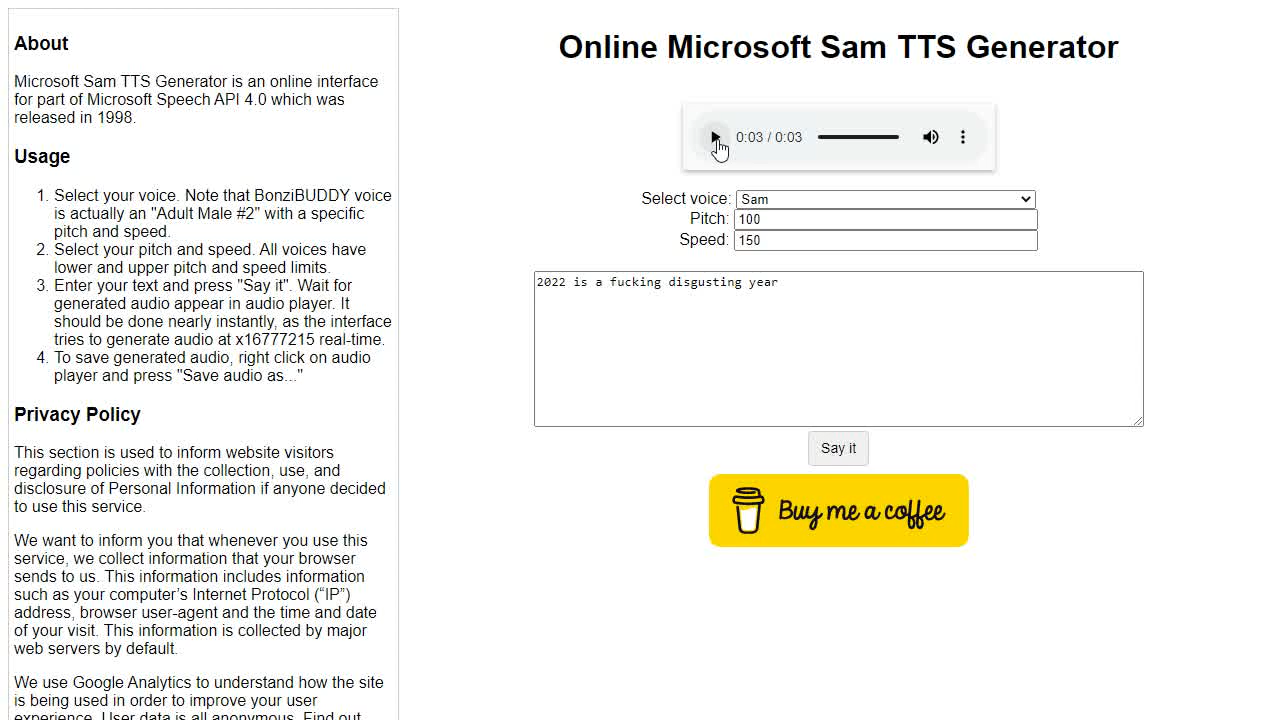 About
Microsoft Sam TTS Generator is an online interface
for part of Microsoft Speech API 4.0 which was
released in 1998.
Usage
1. Select your voice. Note that BonziBUDDY voice
is actually an "Adult Male #2" with a specific
pitch and speed.
2. Select your pitch and speed. All voices have
lower and upper pitch and speed limits.
3. Enter your text and press "Say it". Wait for
generated audio appear in audio player. It
should be done nearly instantly, as the interface
tries to generate audio at x16777215 real-time.
4. To save generated audio, right click on audio
player and press "Save audio as..."
Privacy Policy
This section is used to inform website visitors
regarding policies with the collection, use, and
disclosure of Personal Information if anyone decided
to use this service.
We want to inform you that whenever you use this
service, we collect information that your browser
sends to us. This information includes information
such as your computer’s Internet Protocol (“IP”)
address, browser user-agent and the time and date
of your visit. This information is collected by major
web servers by default.
We use Google Analytics to understand how the site
is being used in order to improve your user
experience. User data is all anonymous. Find out
Online Microsoft Sam TTS Generator
0:03 / 0:03
Select voice: Sam
Pitch: 100
Speed: 150
2022 is a fucking disgusting year
Say it
Buy me a coffee